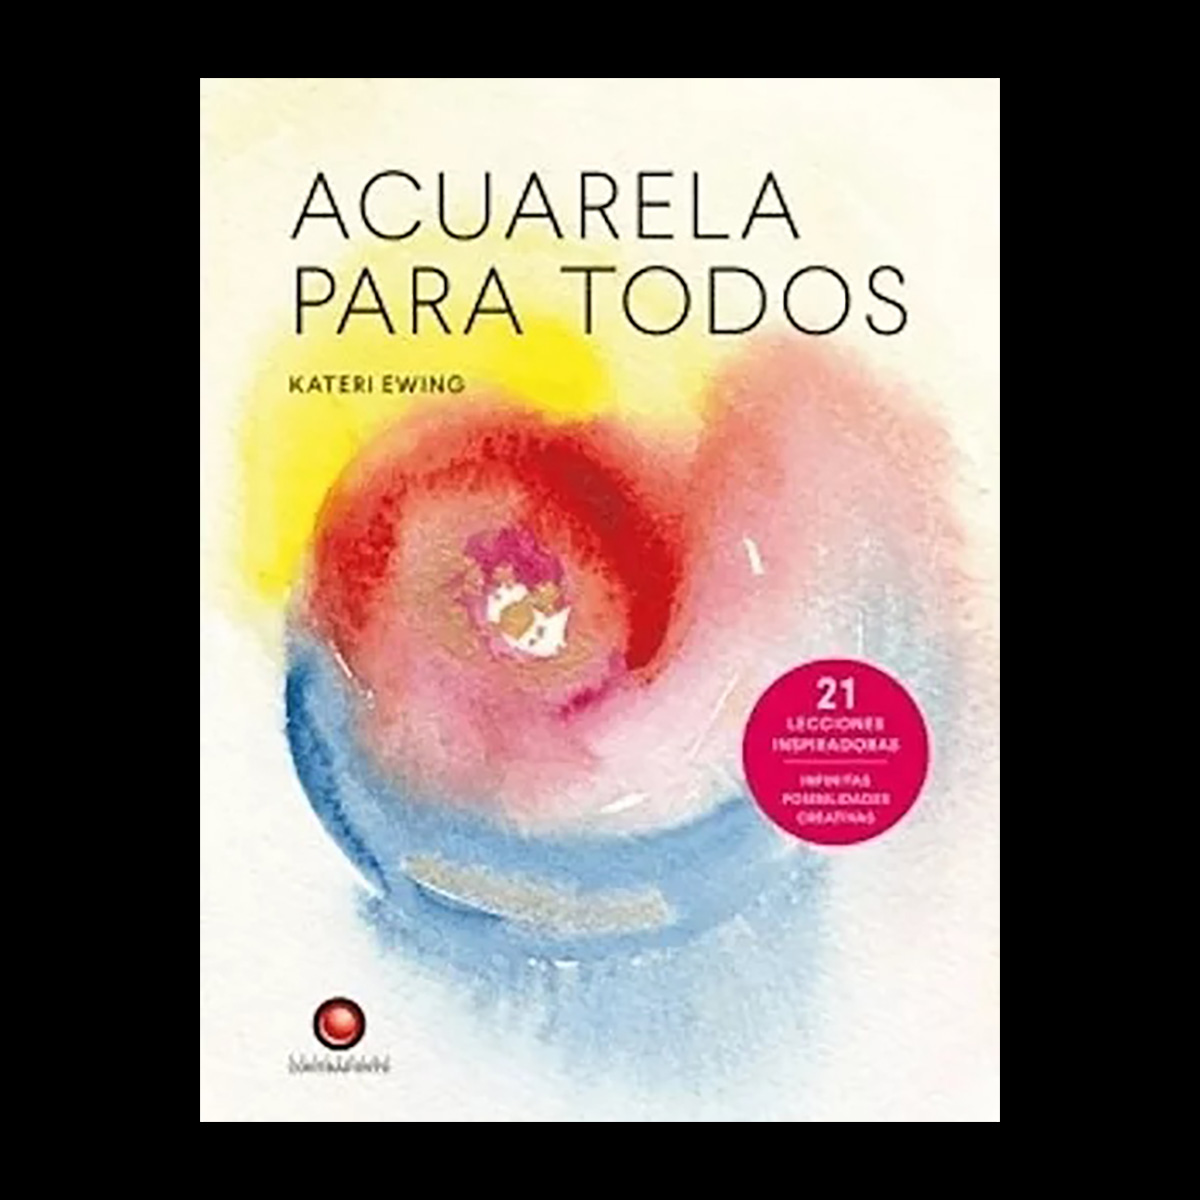 ACUARELA
PARA TODOS
KATERI EWING
21
LECCIONES
INSPIRADORAS
INFINITAS
POSIBILIDADES
CREATIVAS